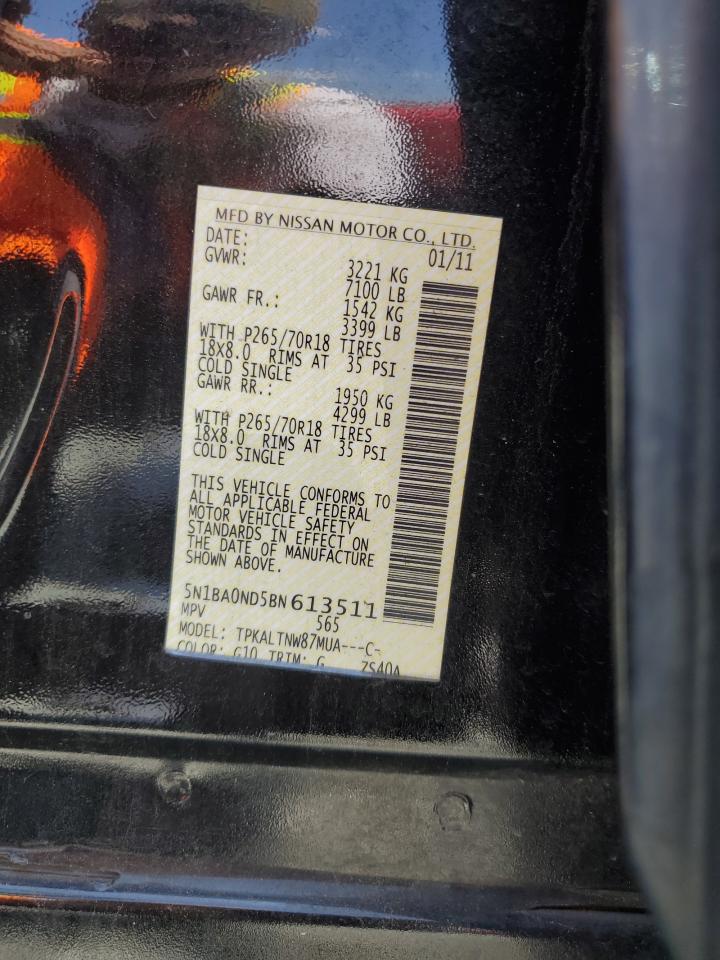 MFD BY NISSAN MOTOR CO., LTD.
DATE: 01/11
GVWR: 3221 KG
7100 LB
GAWR FR.: 1542 KG
3399 LB
WITH P265/70R18 TIRES
18X8.0 RIMS AT 35 PSI
COLD SINGLE
GAWR RR.: 1950 KG
4299 LB
WITH P265/70R18 TIRES
18X8.0 RIMS AT 35 PSI
COLD SINGLE
THIS VEHICLE CONFORMS TO
ALL APPLICABLE FEDERAL
MOTOR VEHICLE SAFETY
STANDARDS IN EFFECT ON
THE DATE OF MANUFACTURE
SHOWN ABOVE.
5N1BA0ND5BN613511
MPV 565
MODEL: TPKALTNW87MUA---C-
COLOR: G10 TRIM: G ZS40A